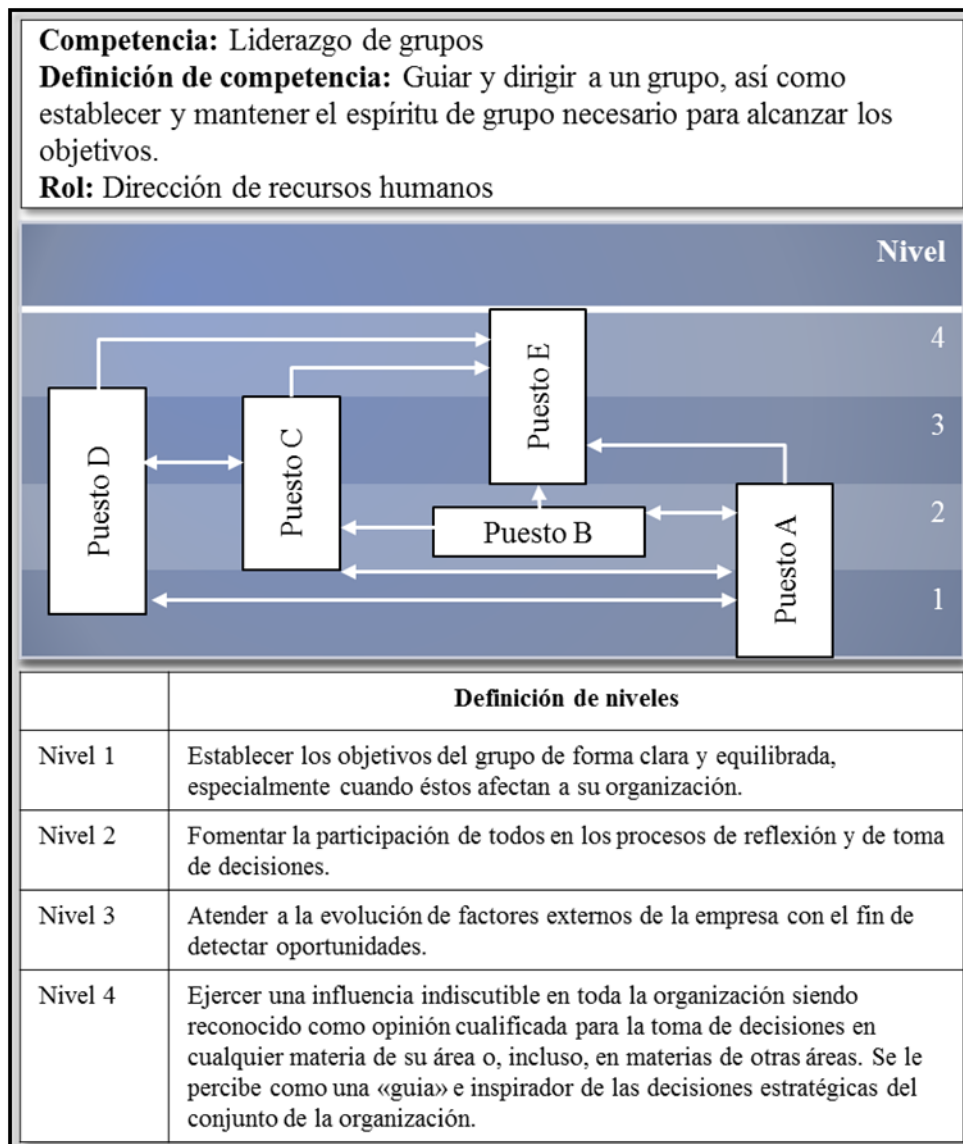 Competencia: Liderazgo de grupos
Definición de competencia: Guiar y dirigir a un grupo, así como
establecer y mantener el espíritu de grupo necesario para alcanzar los
objetivos.
Rol: Dirección de recursos humanos
Nivel
4
Puesto E
Puesto D
Puesto C
3
Puesto B
Puesto A
2
1
Definición de niveles
Nivel 1
Establecer los objetivos del grupo de forma clara y equilibrada,
especialmente cuando éstos afectan a su organización.
Nivel 2
Fomentar la participación de todos en los procesos de reflexión y de toma
de decisiones.
Nivel 3
Atender a la evolución de factores externos de la empresa con el fin de
detectar oportunidades.
Nivel 4
Ejercer una influencia indiscutible en toda la organización siendo
reconocido como opinión cualificada para la toma de decisiones en
cualquier materia de su área o, incluso, en materias de otras áreas. Se le
percibe como una «guia» e inspirador de las decisiones estratégicas del
conjunto de la organización.